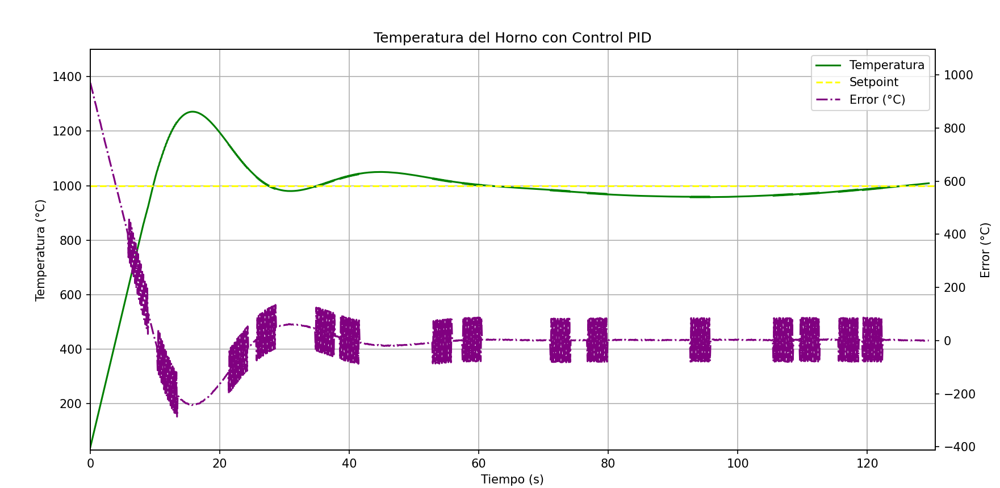 Temperatura del Horno con Control PID
Temperatura
Setpoint
Error (°C)
Temperatura (°C)
1400
1200
1000
800
600
400
200
1000
800
600
400
200
0
−200
−400
Error (°C)
0 20 40 60 80 100 120
Tiempo (s)